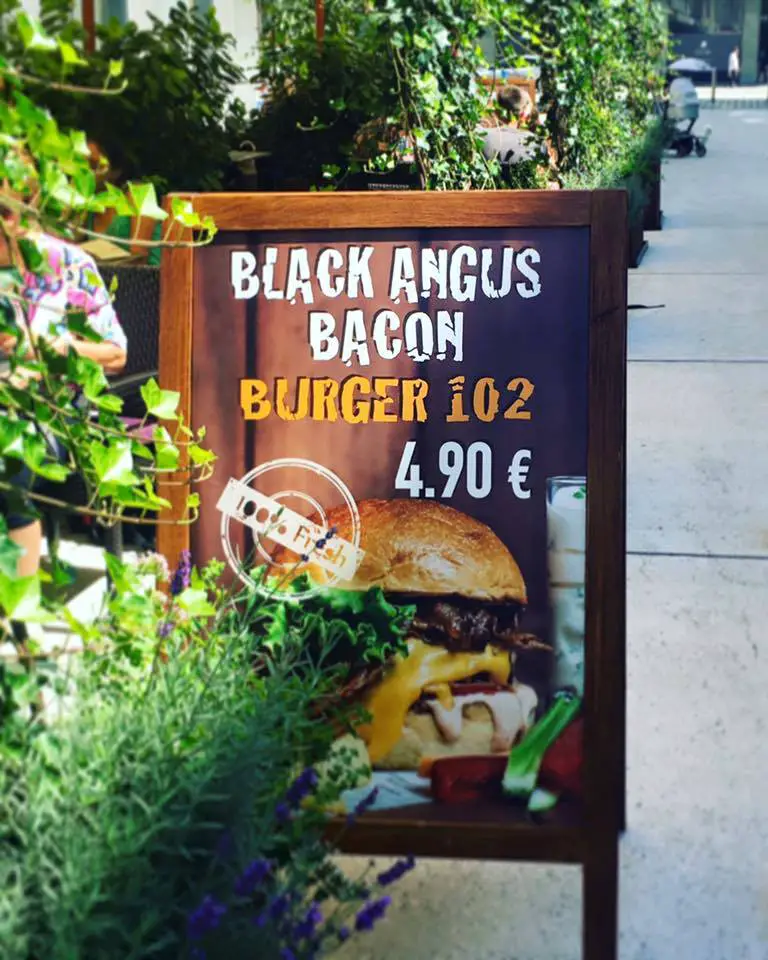 BLACK ANGUS
BACON
BURGER 102
4.90 €
100% Fresh